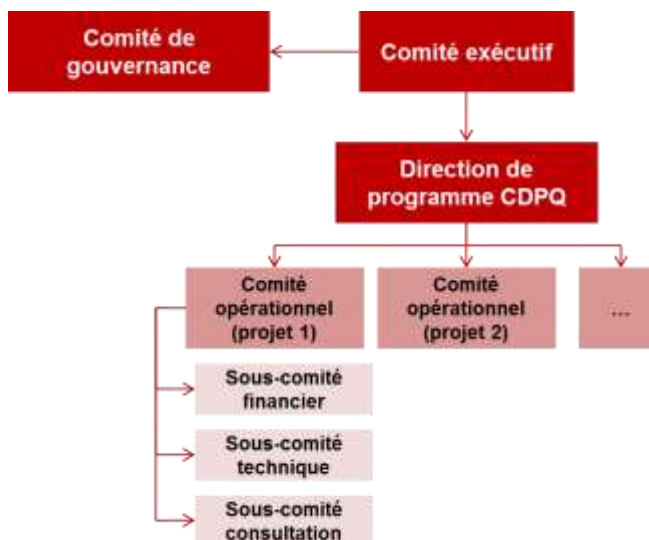 Comité de
gouvernance
Comité exécutif
Direction de
programme CDPQ
Comité
opérationnel
(projet 1)
Comité
opérationnel
(projet 2)
...
Sous-comité
financier
Sous-comité
technique
Sous-comité
consultation